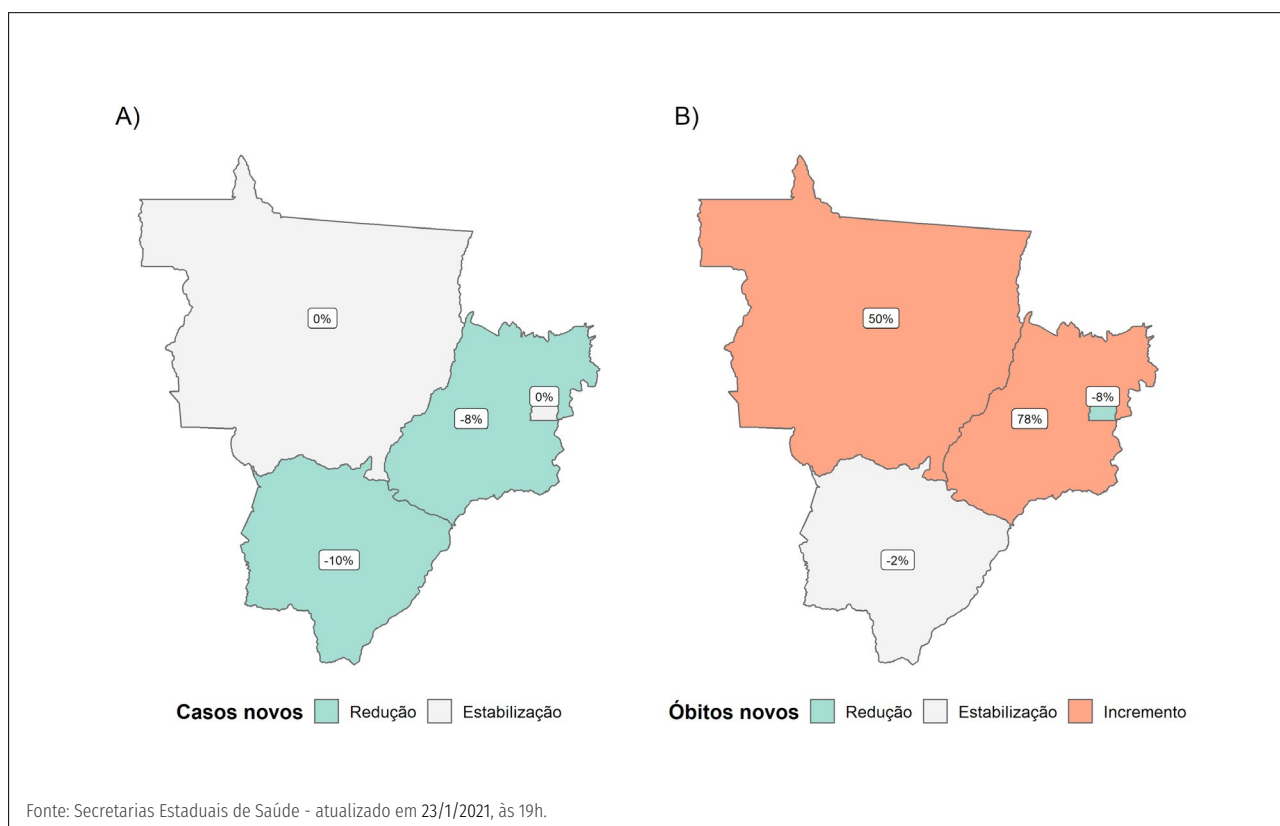 A)
B)
0%
0%
-8%
-10%
50%
-8%
78%
-2%
Casos novos Redução Estabilização
Óbitos novos Redução Estabilização Incremento
Fonte: Secretarias Estaduais de Saúde - atualizado em 23/1/2021, às 19h.